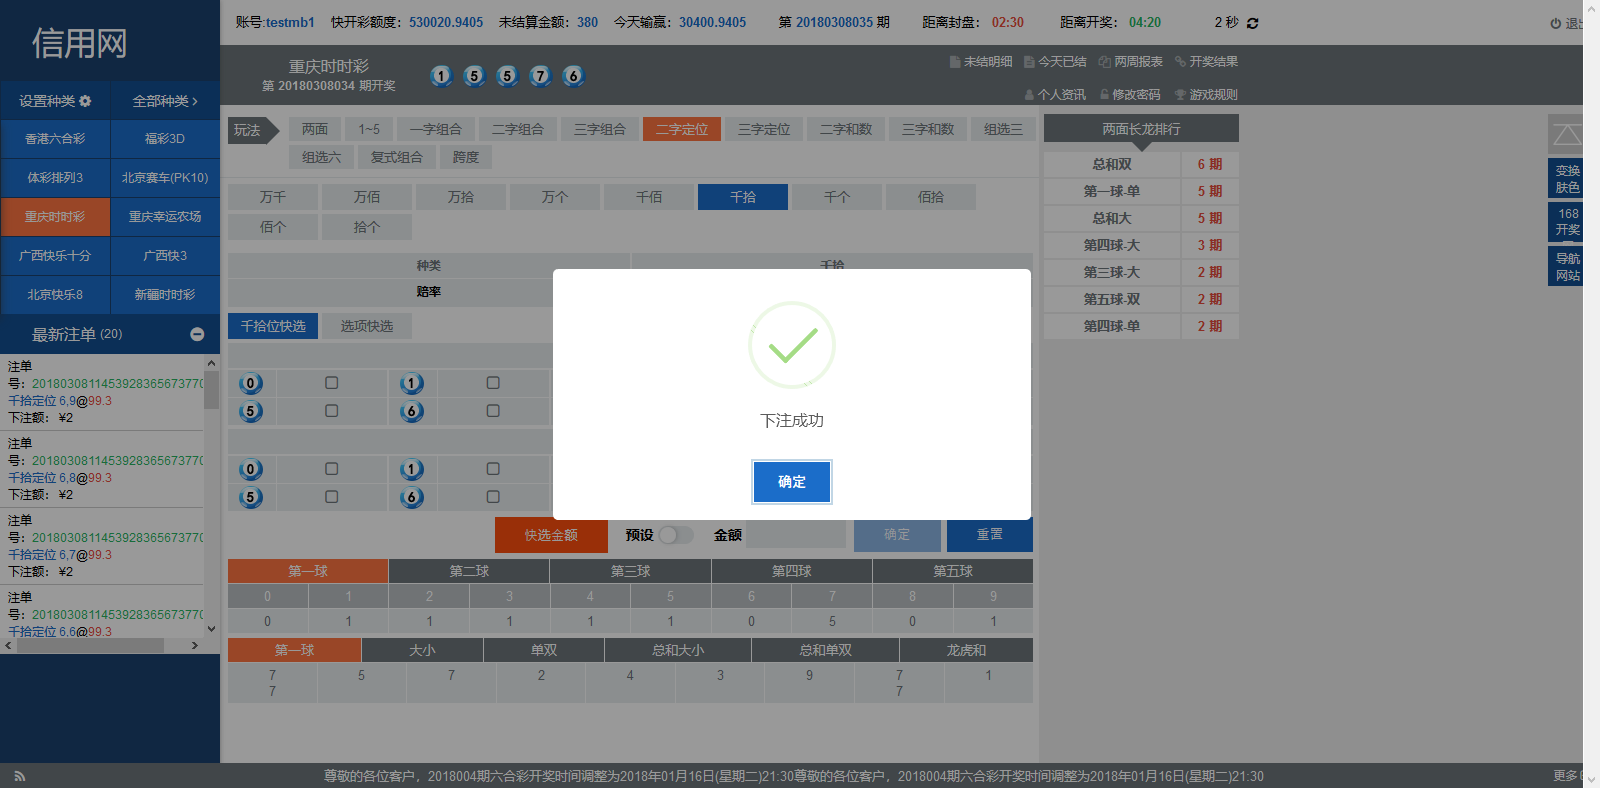 账号:testmb1 快开彩额度：530020.9405 未结算金额：380 今天输赢：30400.9405 第 20180308035 期 距离封盘：02:30 距离开奖：04:20 2 秒
信用网
设置种类 全部种类
香港六合彩 福彩3D
体彩排列3 北京赛车(PK10)
重庆时时彩 重庆幸运农场
广西快乐十分 广西快3
北京快乐8 新疆时时彩
最新注单 (20)
注单
号：2018030811453928365673770
千拾定位 6,9@99.3
下注额： ¥2
注单
号：2018030811453928365673770
千拾定位 6,8@99.3
下注额： ¥2
注单
号：2018030811453928365673770
千拾定位 6,7@99.3
下注额： ¥2
注单
号：2018030811453928365673770
千拾定位 6,6@99.3
重庆时时彩
第 20180308034 期开奖
1 5 5 7 6
未结明细 今天已结 两周报表 开奖结果
个人资讯 修改密码 游戏规则
玩法 两面 1~5 一字组合 二字组合 三字组合 二字定位 三字定位 二字和数 三字和数 组选三
组选六 复式组合 跨度
万千 万佰 万拾 万个 千佰 千拾 千个 佰拾
佰个 拾个
种类 千拾
赔率
千拾位快选 选项快选
0 1
5 6
0 1
5 6
下注成功
确定
快选金额 预设 金额 确定 重置
第一球 第二球 第三球 第四球 第五球
0 1 2 3 4 5 6 7 8 9
0 1 1 1 1 1 0 5 0 1
第一球 大小 单双 总和大小 总和单双 龙虎和
7 5 7 2 4 3 9 7 1
7 7
两面长龙排行
总和双 6 期
第一球-单 5 期
总和大 5 期
第四球-大 3 期
第三球-大 2 期
第五球-双 2 期
第四球-单 2 期
变换
肤色
168
开奖
导航
网站
尊敬的各位客户，2018004期六合彩开奖时间调整为2018年01月16日(星期二)21:30尊敬的各位客户，2018004期六合彩开奖时间调整为2018年01月16日(星期二)21:30
更多